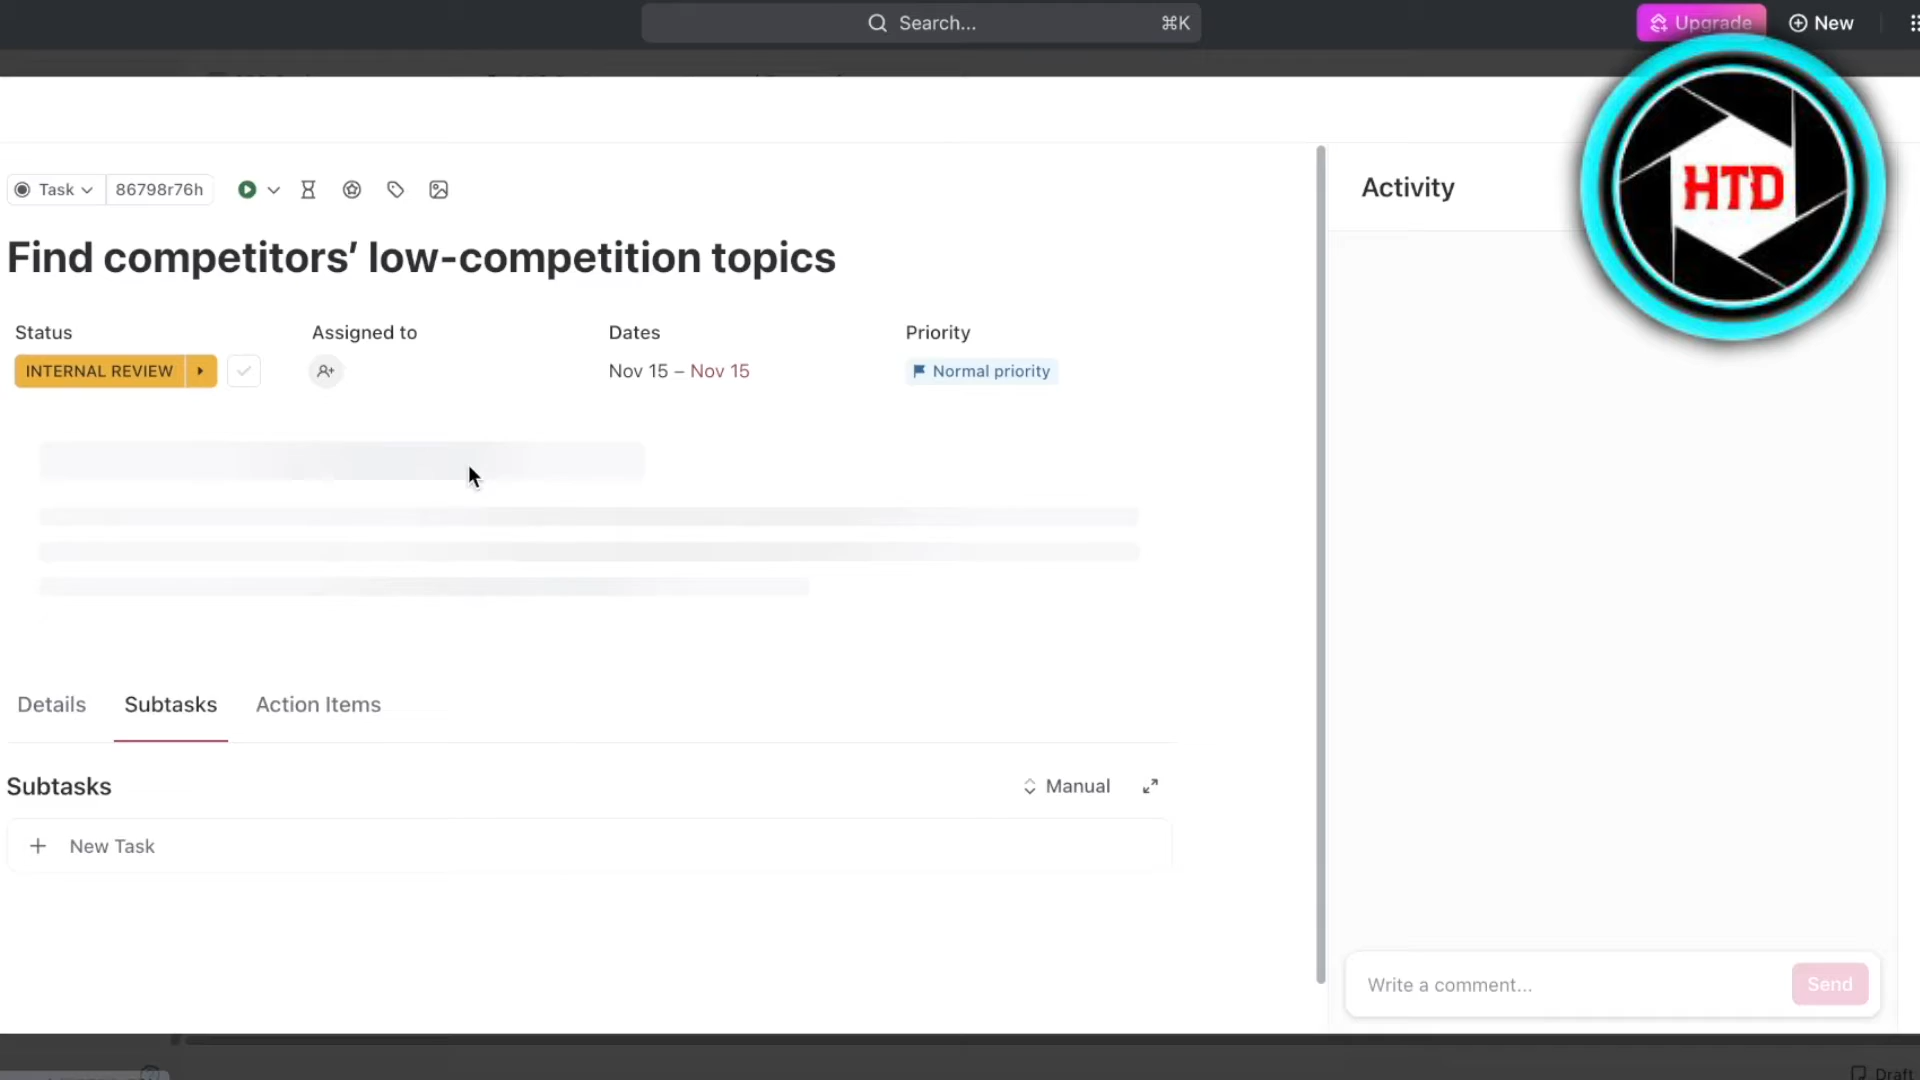 Search...
⌘K
Upgrade
New
HTD
Task
86798r76h
Activity
Find competitors’ low-competition topics
Status
Assigned to
Dates
Priority
INTERNAL REVIEW
Nov 15 – Nov 15
Normal priority
Details
Subtasks
Action Items
Subtasks
Manual
New Task
Write a comment...
Send
Draft